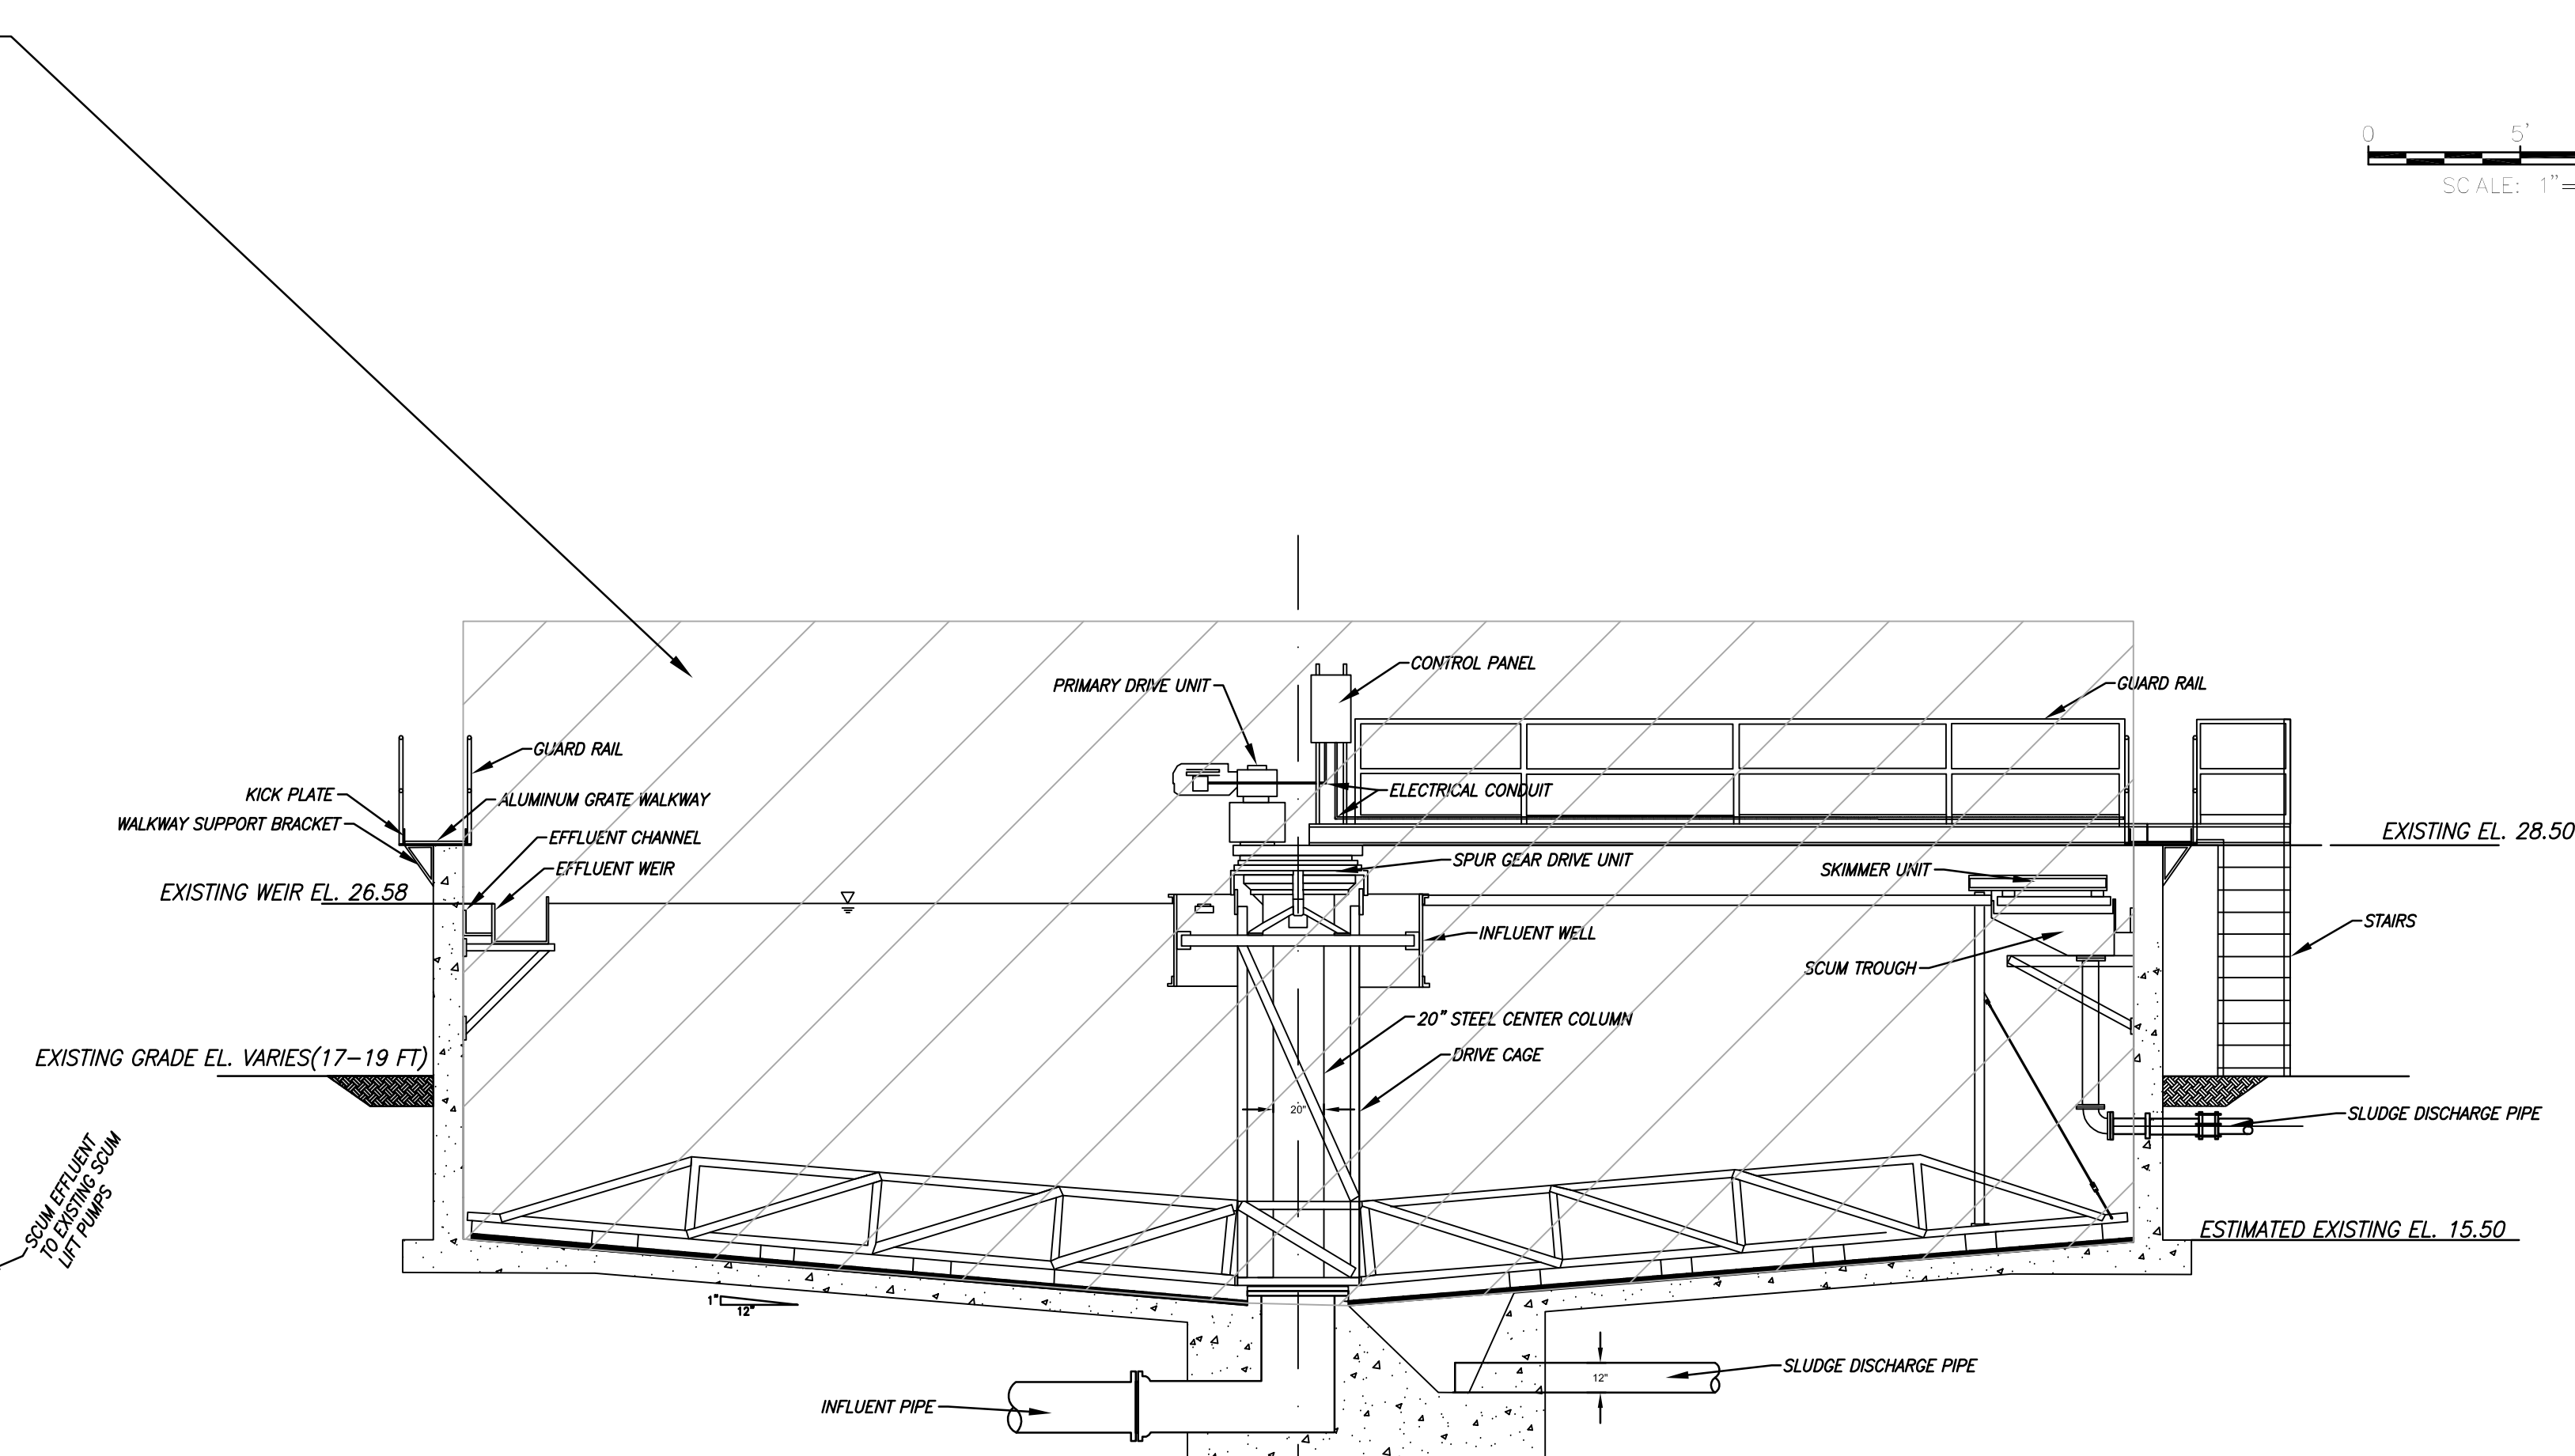 0 5'
SCALE: 1"=
CONTROL PANEL
PRIMARY DRIVE UNIT
GUARD RAIL
GUARD RAIL
KICK PLATE
ALUMINUM GRATE WALKWAY
ELECTRICAL CONDUIT
WALKWAY SUPPORT BRACKET
EFFLUENT CHANNEL
EXISTING EL. 28.50
EFFLUENT WEIR
SPUR GEAR DRIVE UNIT
SKIMMER UNIT
EXISTING WEIR EL. 26.58
STAIRS
INFLUENT WELL
SCUM TROUGH
20" STEEL CENTER COLUMN
DRIVE CAGE
EXISTING GRADE EL. VARIES(17-19 FT)
20"
SLUDGE DISCHARGE PIPE
SCUM EFFLUENT
TO EXISTING SCUM
LIFT PUMPS
ESTIMATED EXISTING EL. 15.50
1"
12"
SLUDGE DISCHARGE PIPE
12"
INFLUENT PIPE